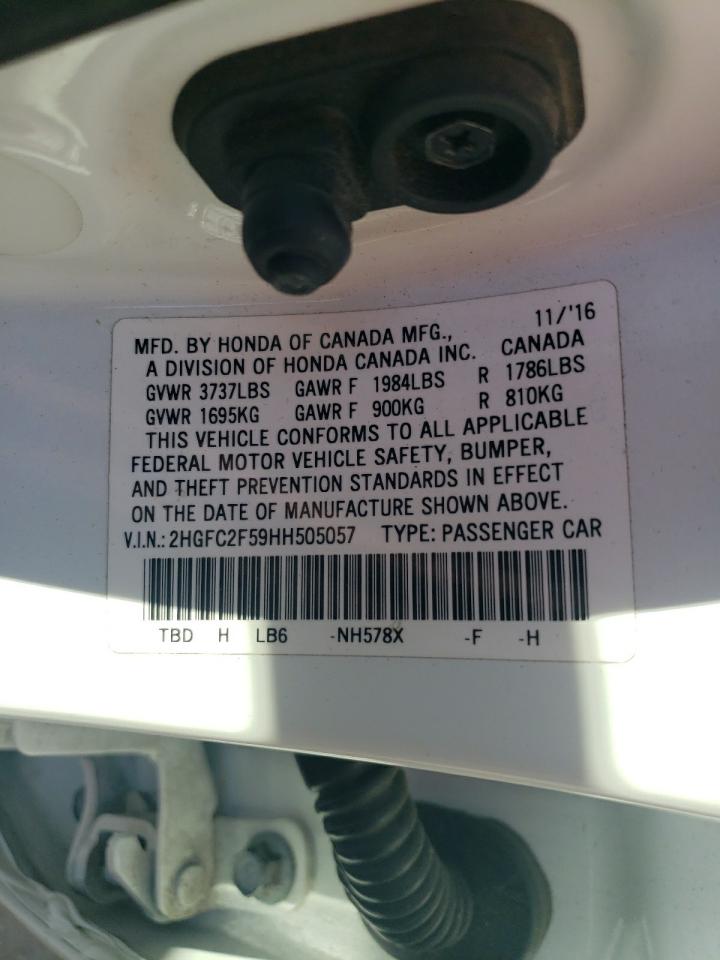 11/'16
MFD. BY HONDA OF CANADA MFG.,
A DIVISION OF HONDA CANADA INC. CANADA
GVWR 3737LBS GAWR F 1984LBS R 1786LBS
GVWR 1695KG GAWR F 900KG R 810KG
THIS VEHICLE CONFORMS TO ALL APPLICABLE
FEDERAL MOTOR VEHICLE SAFETY, BUMPER,
AND THEFT PREVENTION STANDARDS IN EFFECT
ON THE DATE OF MANUFACTURE SHOWN ABOVE.
V.I.N.: 2HGFC2F59HH505057 TYPE: PASSENGER CAR
TBD H LB6 -NH578X -F -H